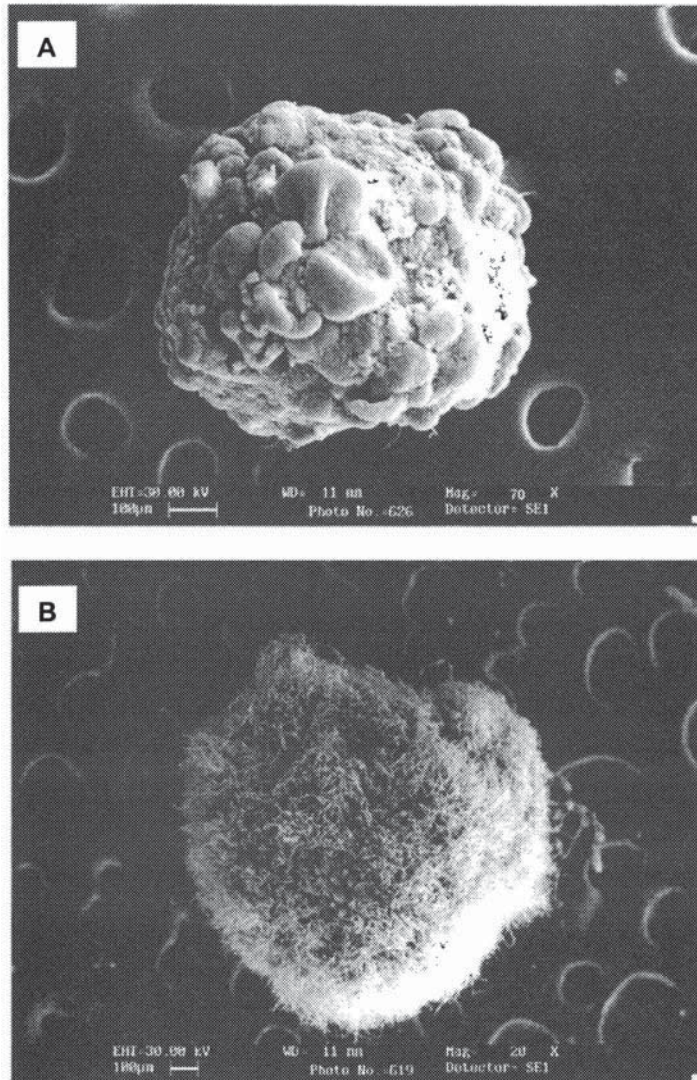 A
EHT=30.00 kV WD= 11 mm Mag= 70 X
100µm Photo No.=626 Detector= SE1
B
EHT=30.00 kV WD= 11 mm Mag= 20 X
100µm Photo No.=619 Detector= SE1